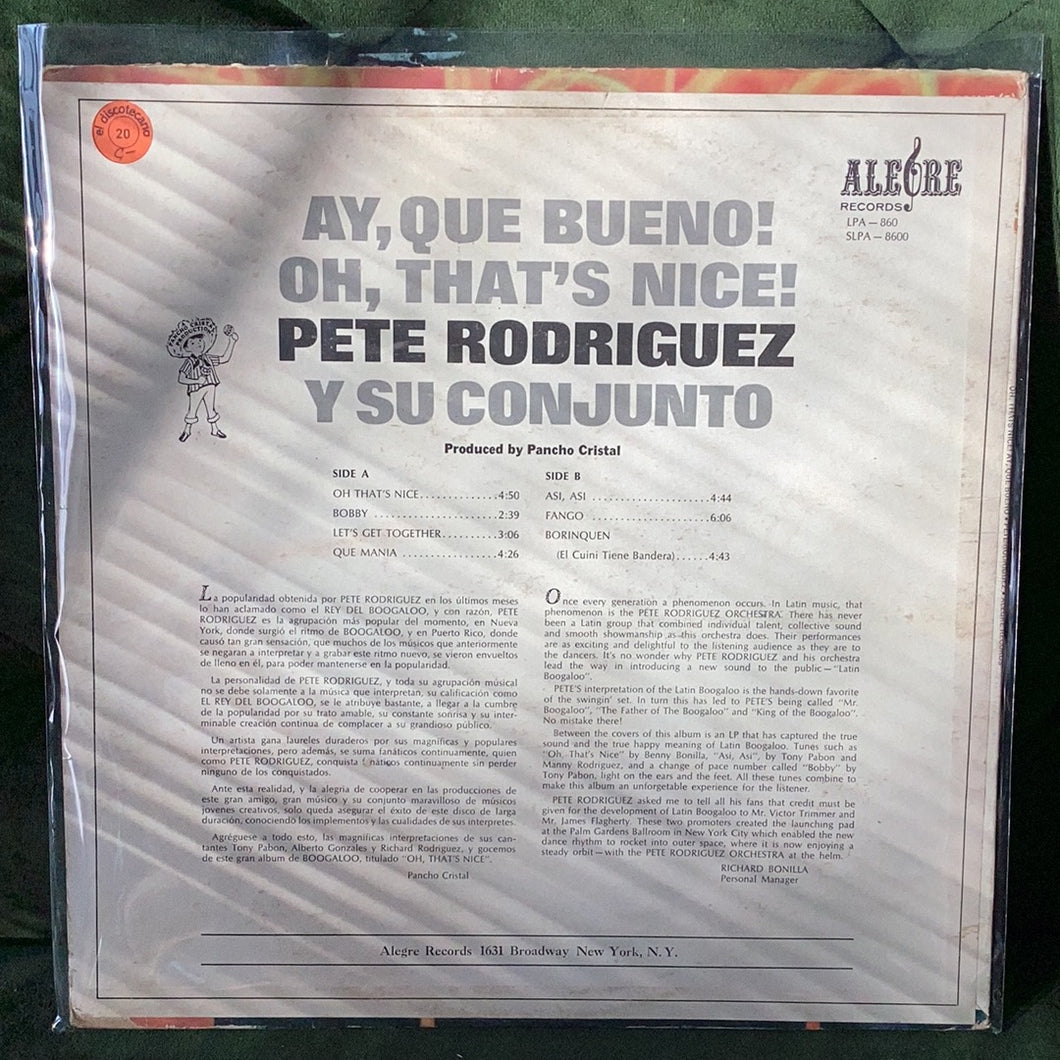 el discotecario
20
C-
ALEGRE
RECORDS
LPA — 860
SLPA — 8600
AY, QUE BUENO!
OH, THAT'S NICE!
PETE RODRIGUEZ
Y SU CONJUNTO
PANCHO CRISTAL
PRODUCTIONS
Produced by Pancho Cristal
SIDE A
OH THAT'S NICE.............4:50
BOBBY ......................2:39
LET'S GET TOGETHER..........3:06
QUE MANIA .................4:26
SIDE B
ASI, ASI .....................4:44
FANGO .....................6:06
BORINQUEN
(El Cuini Tiene Bandera)......4:43
La popularidad obtenida por PETE RODRIGUEZ en los últimos meses
lo han aclamado como el REY DEL BOOGALOO, y con razón, PETE
RODRIGUEZ es la agrupación más popular del momento, en Nueva
York, donde surgió el ritmo de BOOGALOO, y en Puerto Rico, donde
causó tan gran sensación, que muchos de los músicos que anteriormente
se negaran a interpretar y a grabar este ritmo nuevo, se vieron envueltos
de lleno en él, para poder mantenerse en la popularidad.
La personalidad de PETE RODRIGUEZ, y toda su agrupación músical
no se debe solamente a la música que interpretan, su calificación como
EL REY DEL BOOGALOO, se le atribuye bastante, a llegar a la cumbre
de la popularidad por su trato amable, su constante sonrisa y su inter-
minable creación continua de complacer a su grandioso público.
Un artista gana laureles duraderos por sus magníficas y populares
interpretaciones, pero además, se suma fanáticos continuamente, quien
como PETE RODRIGUEZ, conquista f náticos continuamente sin perder
ninguno de los conquistados.
Ante esta realidad, y la alegria de cooperar en las producciones de
este gran amigo, gran músico y su conjunto maravilloso de músicos
jóvenes creativos, solo queda asegurar el éxito de este disco de larga
duración, conociendo los implementos y las cualidades de sus interpretes.
Agréguese a todo esto, las magníficas interpretaciones de sus can-
tantes Tony Pabon, Alberto Gonzales y Richard Rodriguez, y gocemos
de este gran album de BOOGALOO, titulado "OH, THAT'S NICE".
Pancho Cristal
Once every generation a phenomenon occurs. In Latin music, that
phenomenon is the PETE RODRIGUEZ ORCHESTRA. There has never
been a Latin group that combined individual talent, collective sound
and smooth showmanship as this orchestra does. Their performances
are as exciting and delightful to the listening audience as they are to
the dancers. It's no wonder why PETE RODRIGUEZ and his orchestra
lead the way in introducing a new sound to the public—"Latin
Boogaloo".
PETE'S interpretation of the Latin Boogaloo is the hands-down favorite
of the swingin' set. In turn this has led to PETE'S being called "Mr.
Boogaloo", "The Father of The Boogaloo" and "King of the Boogaloo".
No mistake there!
Between the covers of this album is an LP that has captured the true
sound and the true happy meaning of Latin Boogaloo. Tunes such as
"Oh, That's Nice" by Benny Bonilla, "Asi, Asi", by Tony Pabon and
Manny Rodriguez, and a change of pace number called "Bobby" by
Tony Pabon, light on the ears and the feet. All these tunes combine to
make this album an unforgetable experience for the listener.
PETE RODRIGUEZ asked me to tell all his fans that credit must be
given for the development of Latin Boogaloo to Mr. Victor Trimmer and
Mr. James Flagherty. These two promoters created the launching pad
at the Palm Gardens Ballroom in New York City which enabled the new
dance rhythm to rocket into outer space, where it is now enjoying a
steady orbit—with the PETE RODRIGUEZ ORCHESTRA at the helm.
RICHARD BONILLA
Personal Manager
Alegre Records 1631 Broadway New York, N.Y.